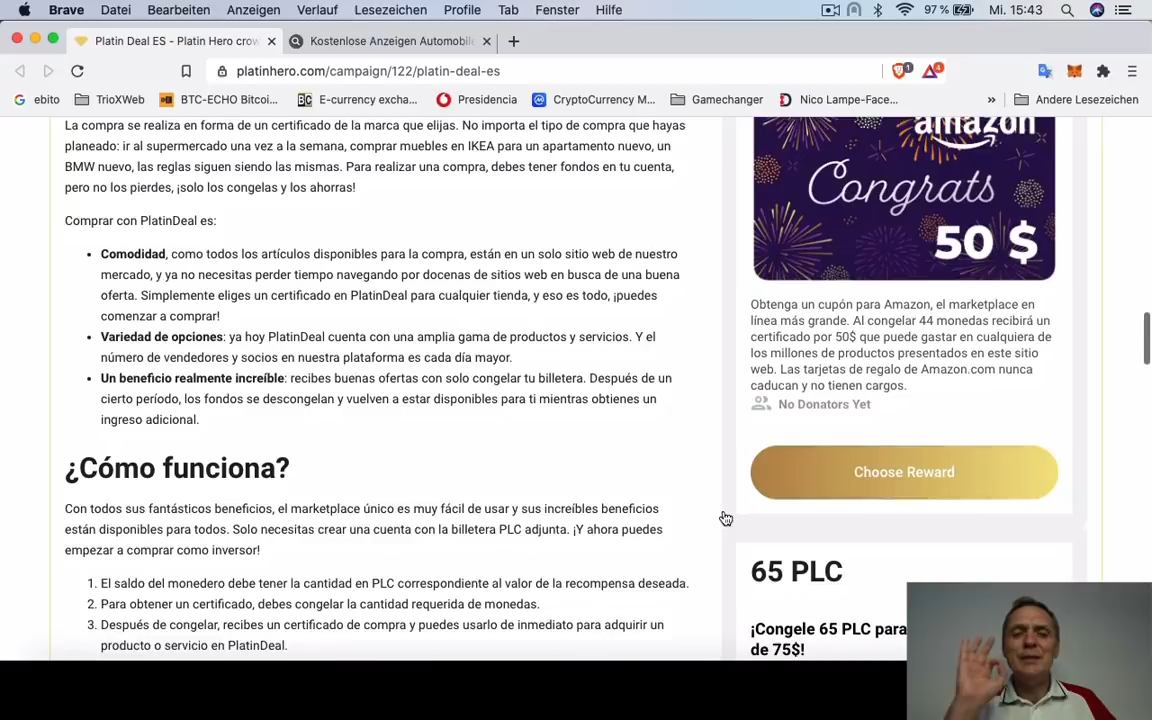 Brave Datei Bearbeiten Anzeigen Verlauf Lesezeichen Profile Tab Fenster Hilfe 97 % Mi. 15:43
Platin Deal ES - Platin Hero crow Kostenlose Anzeigen Automobile
platinhero.com/campaign/122/platin-deal-es 1 4
ebito TrioXWeb BTC-ECHO Bitcoi... E-currency excha... Presidencia CryptoCurrency M... Gamechanger Nico Lampe-Face... » Andere Lesezeichen
La compra se realiza en forma de un certificado de la marca que elijas. No importa el tipo de compra que hayas
planeado: ir al supermercado una vez a la semana, comprar muebles en IKEA para un apartamento nuevo, un
BMW nuevo, las reglas siguen siendo las mismas. Para realizar una compra, debes tener fondos en tu cuenta,
pero no los pierdes, ¡solo los congelas y los ahorras!
Comprar con PlatinDeal es:
• Comodidad, como todos los artículos disponibles para la compra, están en un solo sitio web de nuestro
mercado, y ya no necesitas perder tiempo navegando por docenas de sitios web en busca de una buena
oferta. Simplemente eliges un certificado en PlatinDeal para cualquier tienda, y eso es todo, ¡puedes
comenzar a comprar!
• Variedad de opciones: ya hoy PlatinDeal cuenta con una amplia gama de productos y servicios. Y el
número de vendedores y socios en nuestra plataforma es cada día mayor.
• Un beneficio realmente increíble: recibes buenas ofertas con solo congelar tu billetera. Después de un
cierto período, los fondos se descongelan y vuelven a estar disponibles para ti mientras obtienes un
ingreso adicional.
¿Cómo funciona?
Con todos sus fantásticos beneficios, el marketplace único es muy fácil de usar y sus increíbles beneficios
están disponibles para todos. Solo necesitas crear una cuenta con la billetera PLC adjunta. ¡Y ahora puedes
empezar a comprar como inversor!
1. El saldo del monedero debe tener la cantidad en PLC correspondiente al valor de la recompensa deseada.
2. Para obtener un certificado, debes congelar la cantidad requerida de monedas.
3. Después de congelar, recibes un certificado de compra y puedes usarlo de inmediato para adquirir un
producto o servicio en PlatinDeal.
amazon
Congrats
50 $
Obtenga un cupón para Amazon, el marketplace en
línea más grande. Al congelar 44 monedas recibirá un
certificado por 50$ que puede gastar en cualquiera de
los millones de productos presentados en este sitio
web. Las tarjetas de regalo de Amazon.com nunca
caducan y no tienen cargos.
No Donators Yet
Choose Reward
65 PLC
¡Congele 65 PLC para
de 75$!